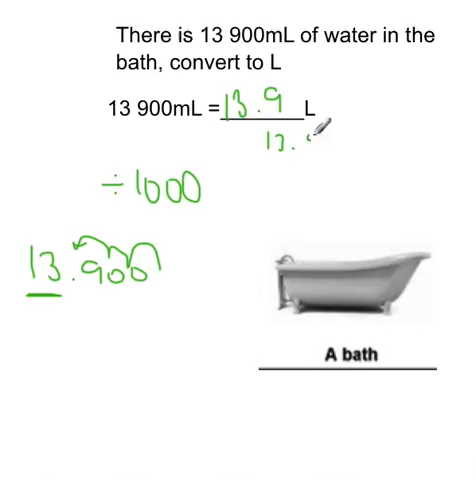 There is 13 900mL of water in the
bath, convert to L
13 900mL = 13.9 L
13.
÷ 1000
13.900
A bath